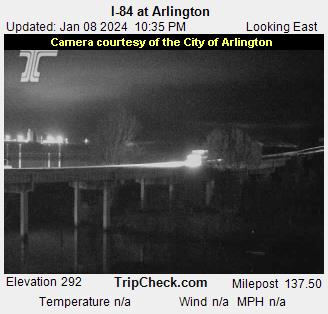 I-84 at Arlington
Updated: Jan 08 2024 10:35 PM Looking East
Camera courtesy of the City of Arlington
Elevation 292 TripCheck.com Milepost 137.50
Temperature n/a Wind n/a MPH n/a